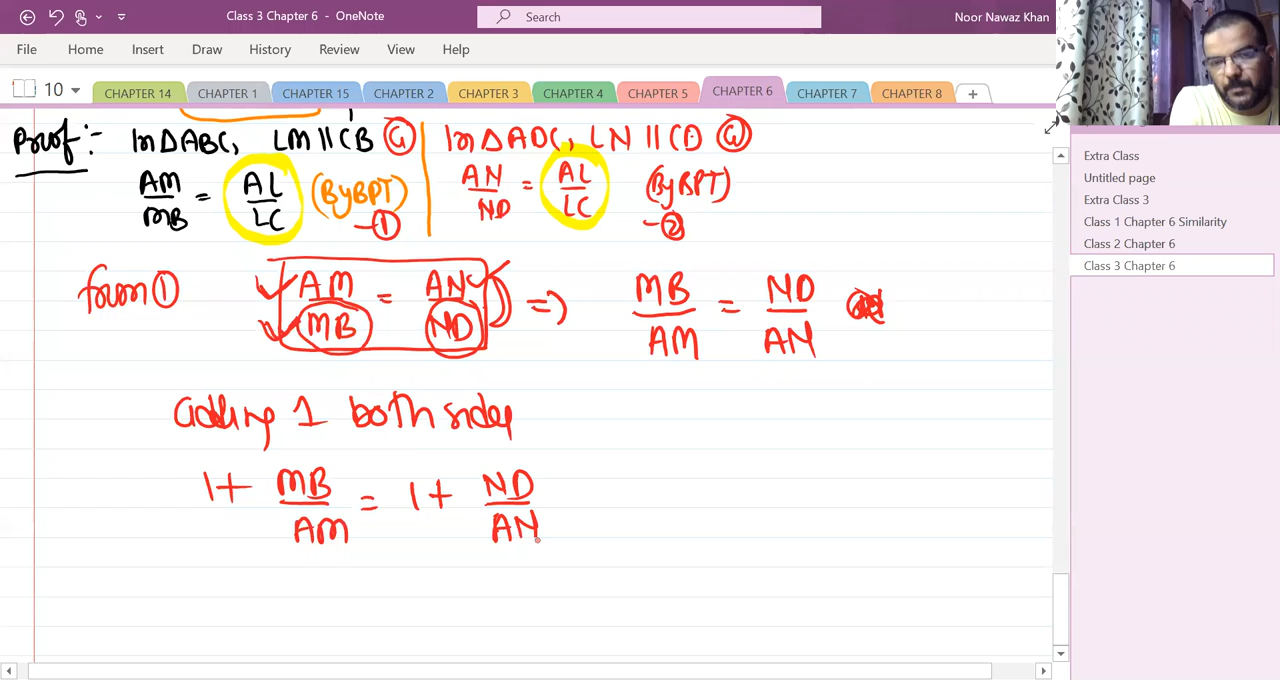 Class 3 Chapter 6 - OneNote
Search
Noor Nawaz Khan
File Home Insert Draw History Review View Help
10 CHAPTER 14 CHAPTER 1 CHAPTER 15 CHAPTER 2 CHAPTER 3 CHAPTER 4 CHAPTER 5 CHAPTER 6 CHAPTER 7 CHAPTER 8 +
Proof:- In ΔABC, LM || CB G
AM/MB = AL/LC (By BPT)
-①
In ΔADC, LN || CD G
AN/ND = AL/LC (By BPT)
-②
from ① AM/MB = AN/ND => MB/AM = ND/AN
adding 1 both sides
1+ MB/AM = 1+ ND/AN
Extra Class
Untitled page
Extra Class 3
Class 1 Chapter 6 Similarity
Class 2 Chapter 6
Class 3 Chapter 6